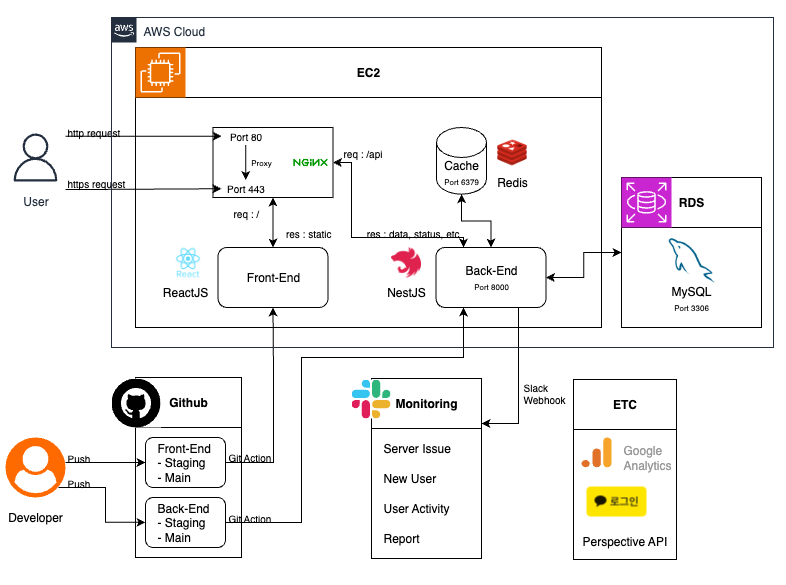 aws
AWS Cloud
EC2
http request
Port 80
Proxy
NGINX
https request
Port 443
User
req : /api
Cache
Port 6379
Redis
req : /
res : static
res : data, status, etc
RDS
React
ReactJS
Front-End
NestJS
Back-End
Port 8000
MySQL
Port 3306
Github
Monitoring
Slack
Webhook
ETC
Push
Front-End
- Staging
- Main
Git Action
Push
Back-End
- Staging
- Main
Git Action
Developer
Server Issue
New User
User Activity
Report
Google
Analytics
로그인
Perspective API